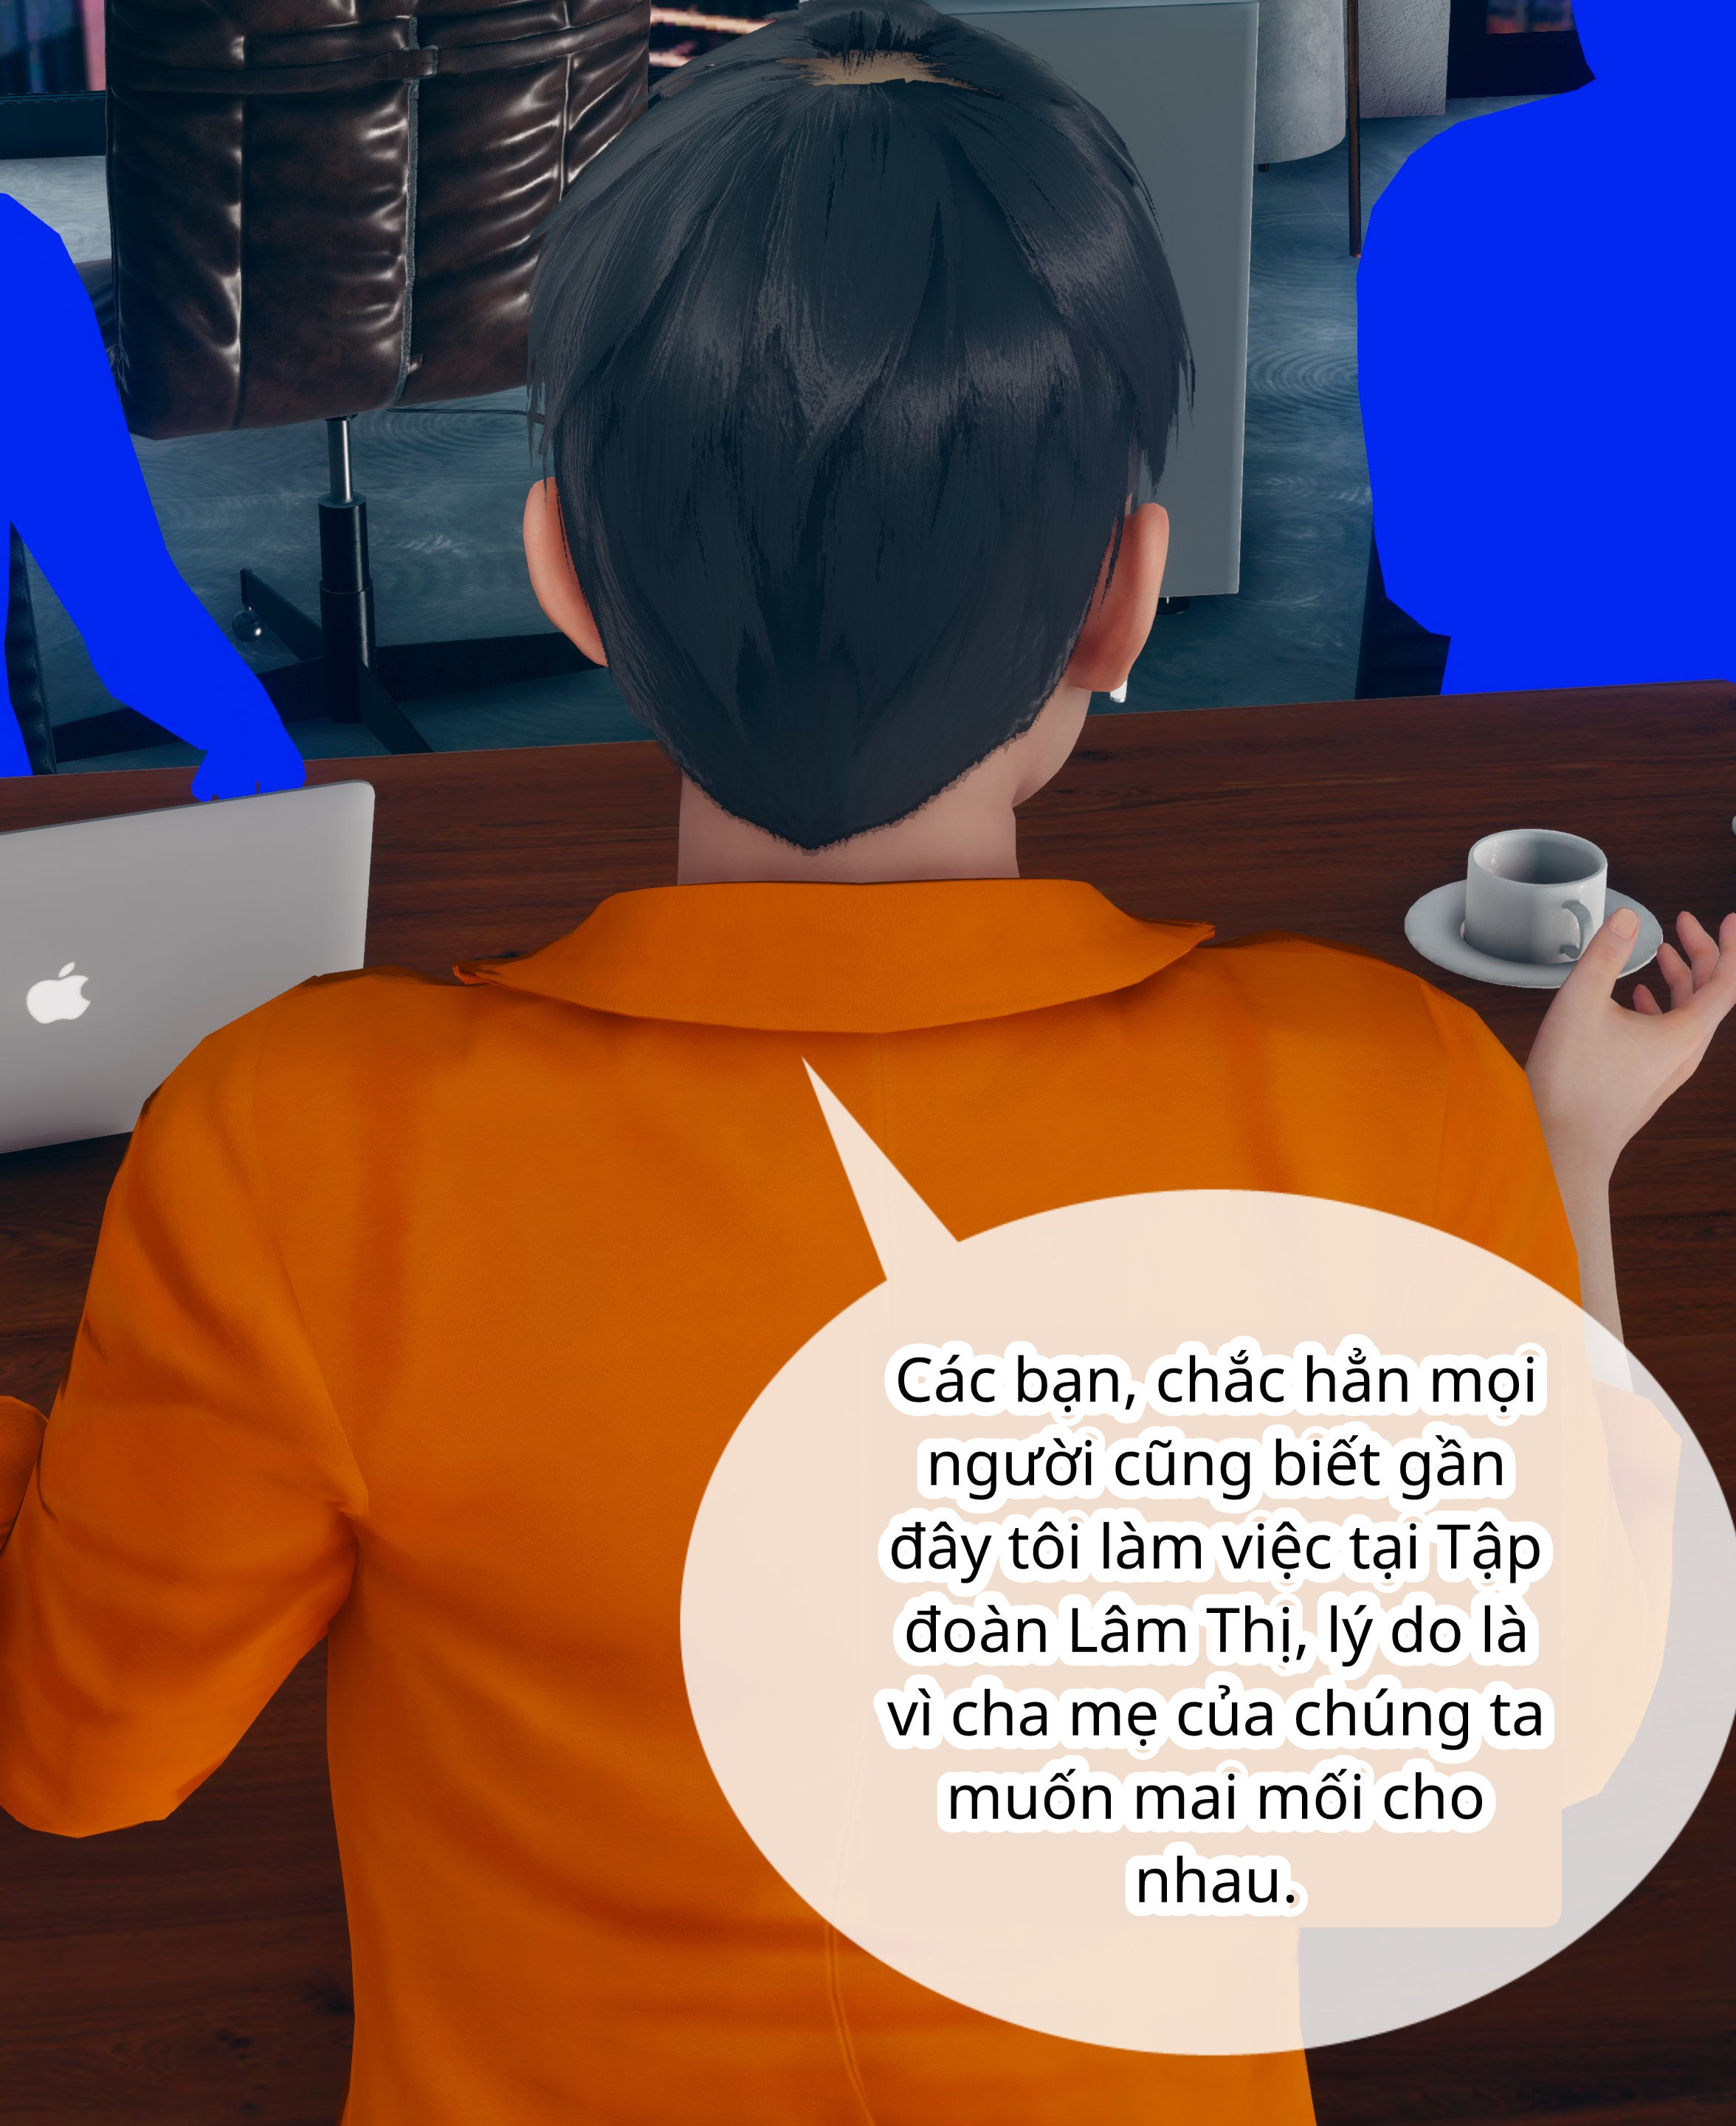 Các bạn, chắc hẳn mọi
người cũng biết gần
đây tôi làm việc tại Tập
đoàn Lâm Thị, lý do là
vì cha mẹ của chúng ta
muốn mai mối cho
nhau.